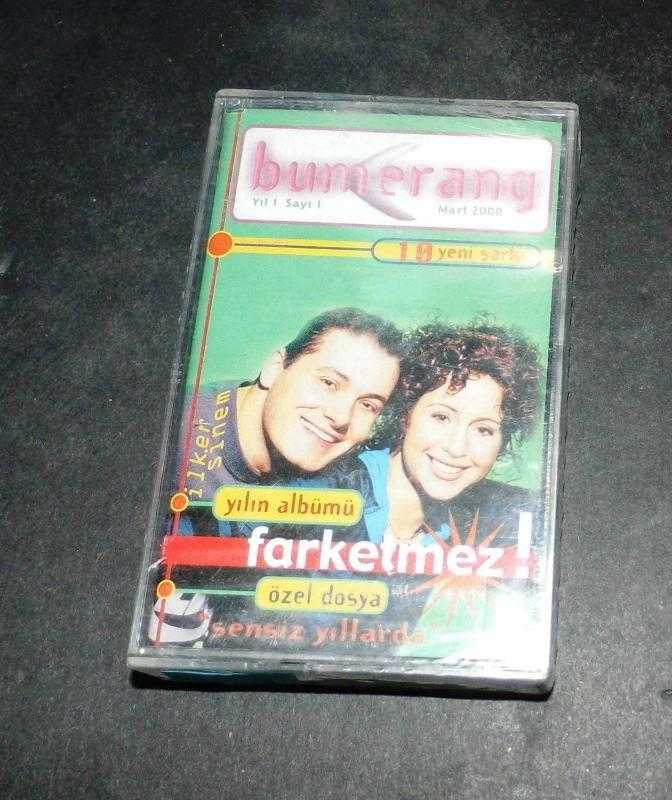 bumerang
Yıl 1 Sayı 1 Mart 2000
10 yeni şarkı
ilker
sinem
yılın albümü
farketmez!
özel dosya
sensiz yıllarda